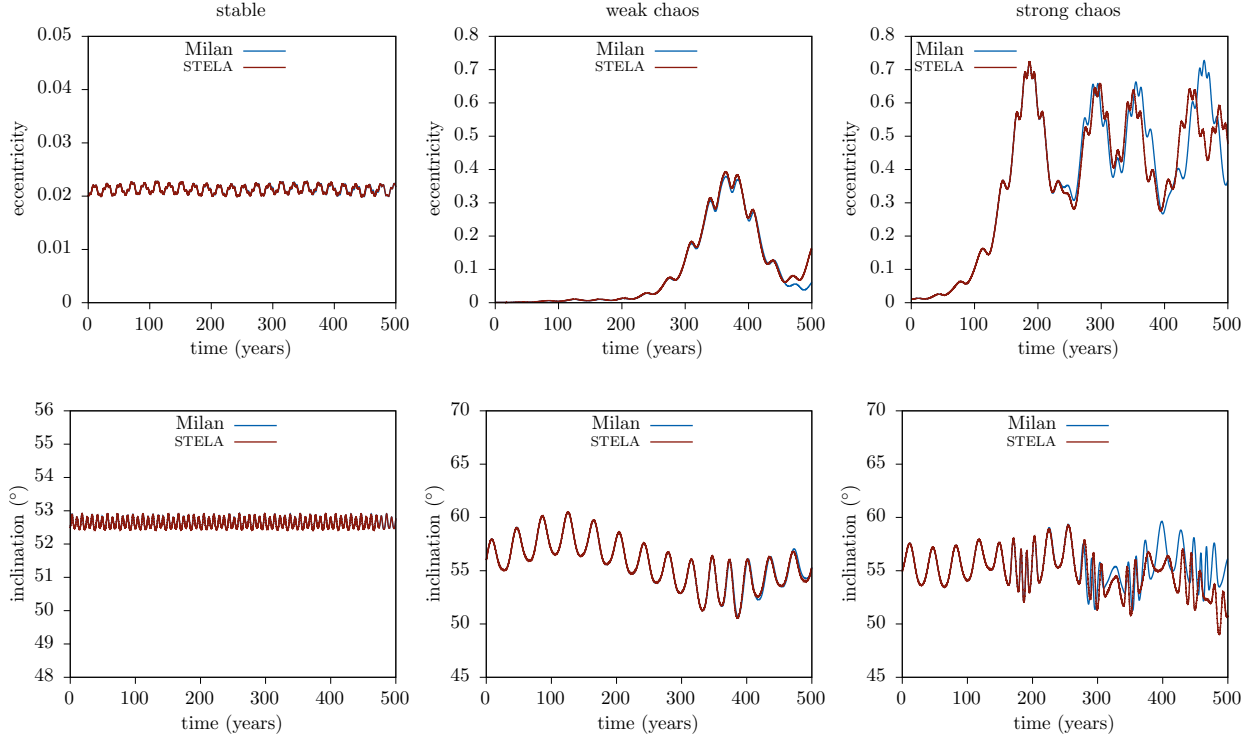 stable
weak chaos
strong chaos
0.05
0.04
0.03
0.02
0.01
0
eccentricity
Milan
STELA
0 100 200 300 400 500
time (years)
0.8
0.7
0.6
0.5
0.4
0.3
0.2
0.1
0
eccentricity
Milan
STELA
0 100 200 300 400 500
time (years)
0.8
0.7
0.6
0.5
0.4
0.3
0.2
0.1
0
eccentricity
Milan
STELA
0 100 200 300 400 500
time (years)
56
55
54
53
52
51
50
49
48
inclination (°)
Milan
STELA
0 100 200 300 400 500
time (years)
70
65
60
55
50
45
inclination (°)
Milan
STELA
0 100 200 300 400 500
time (years)
70
65
60
55
50
45
inclination (°)
Milan
STELA
0 100 200 300 400 500
time (years)